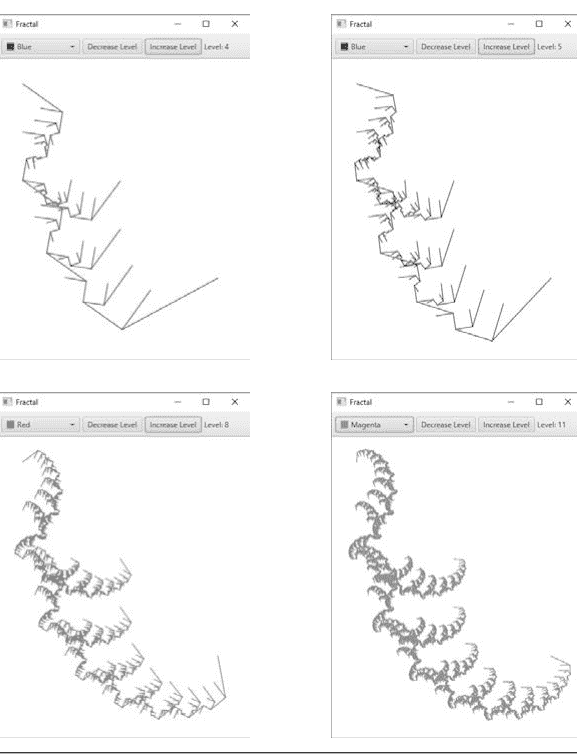 Fractal
Blue Decrease Level Increase Level Level: 4
Fractal
Blue Decrease Level Increase Level Level: 5
Fractal
Red Decrease Level Increase Level Level: 8
Fractal
Magenta Decrease Level Increase Level Level: 11